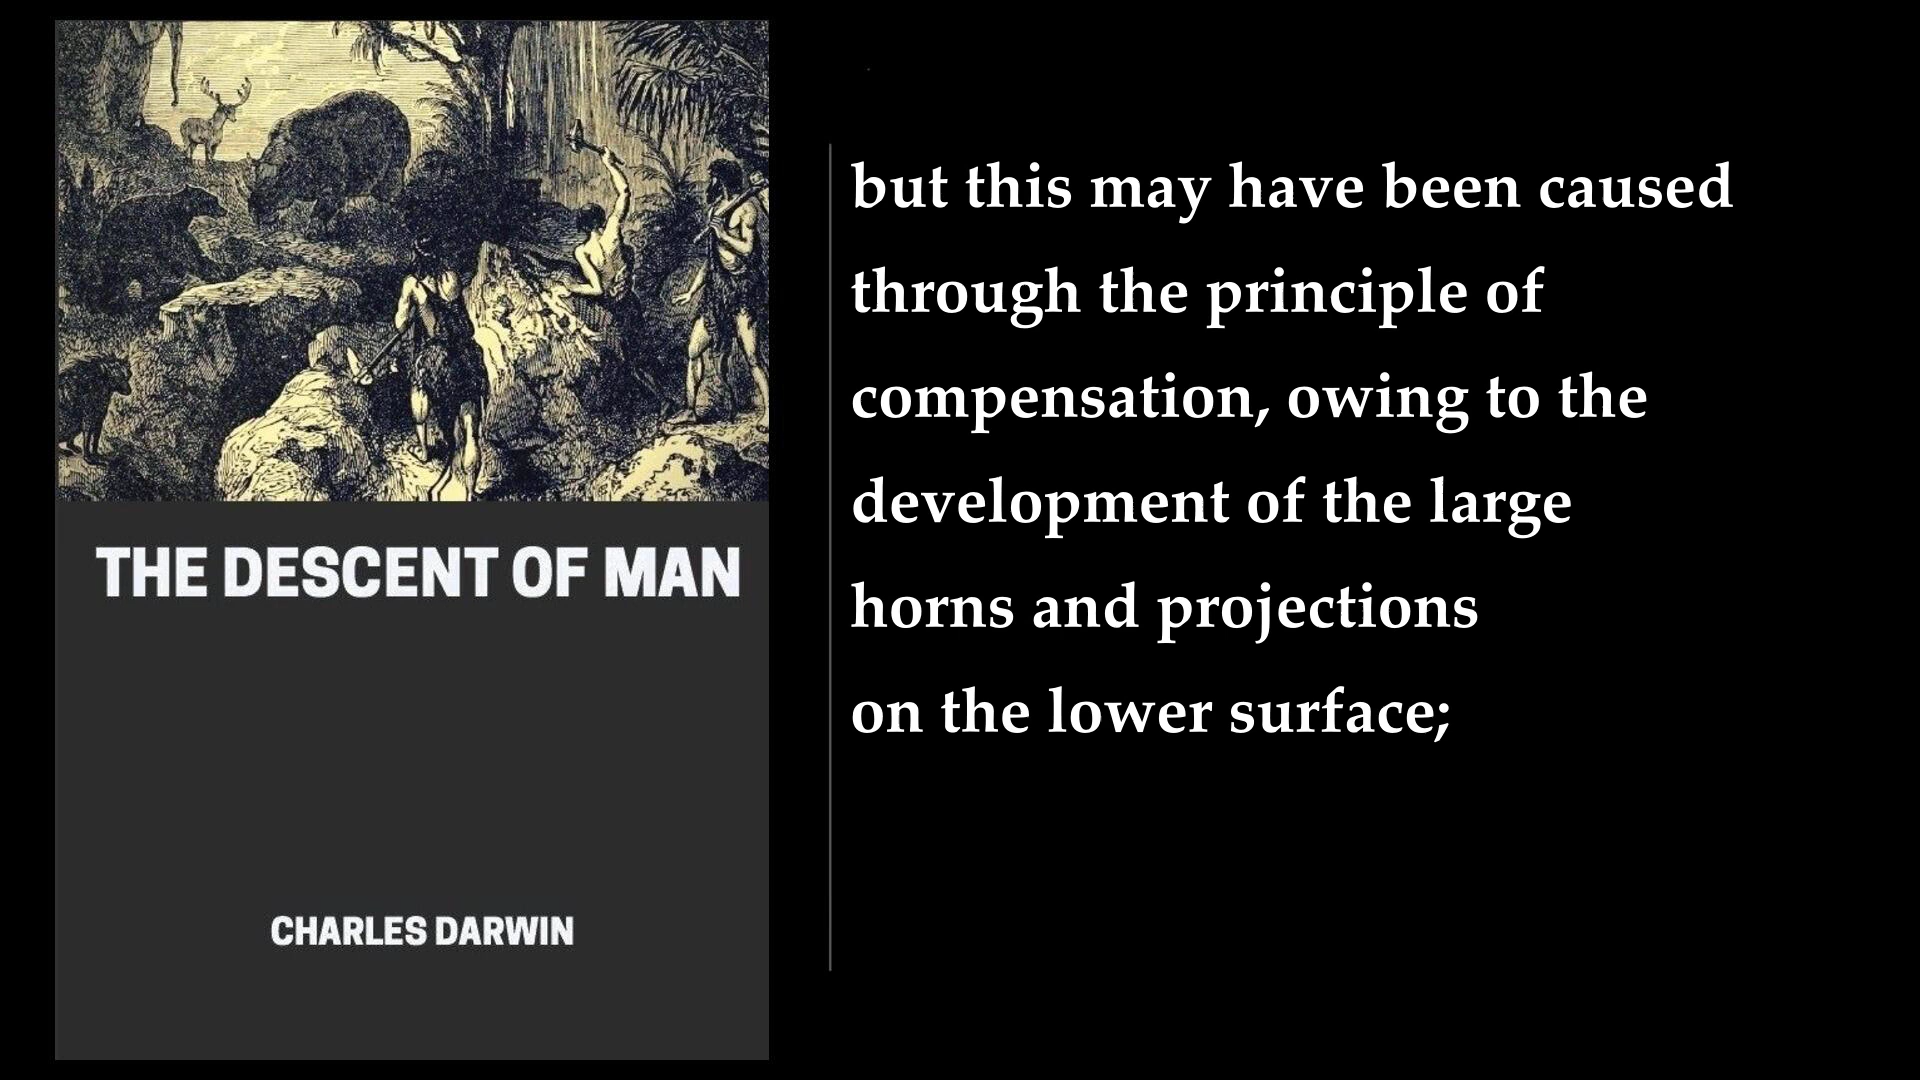 THE DESCENT OF MAN
CHARLES DARWIN
but this may have been caused
through the principle of
compensation, owing to the
development of the large
horns and projections
on the lower surface;